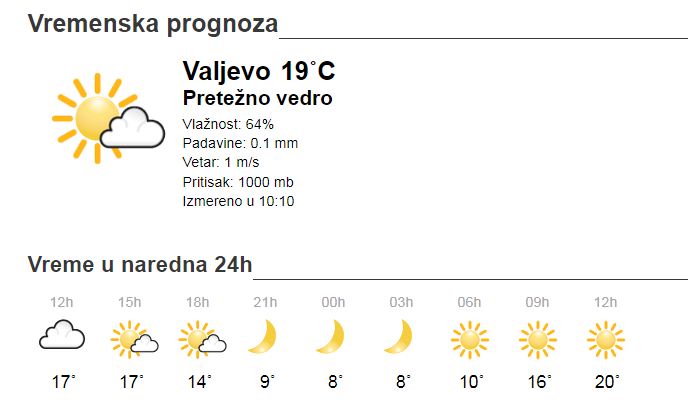 Vremenska prognoza
Valjevo 19°C
Pretežno vedro
Vlažnost: 64%
Padavine: 0.1 mm
Vetar: 1 m/s
Pritisak: 1000 mb
Izmereno u 10:10
Vreme u naredna 24h
12h 15h 18h 21h 00h 03h 06h 09h 12h
17° 17° 14° 9° 8° 8° 10° 16° 20°